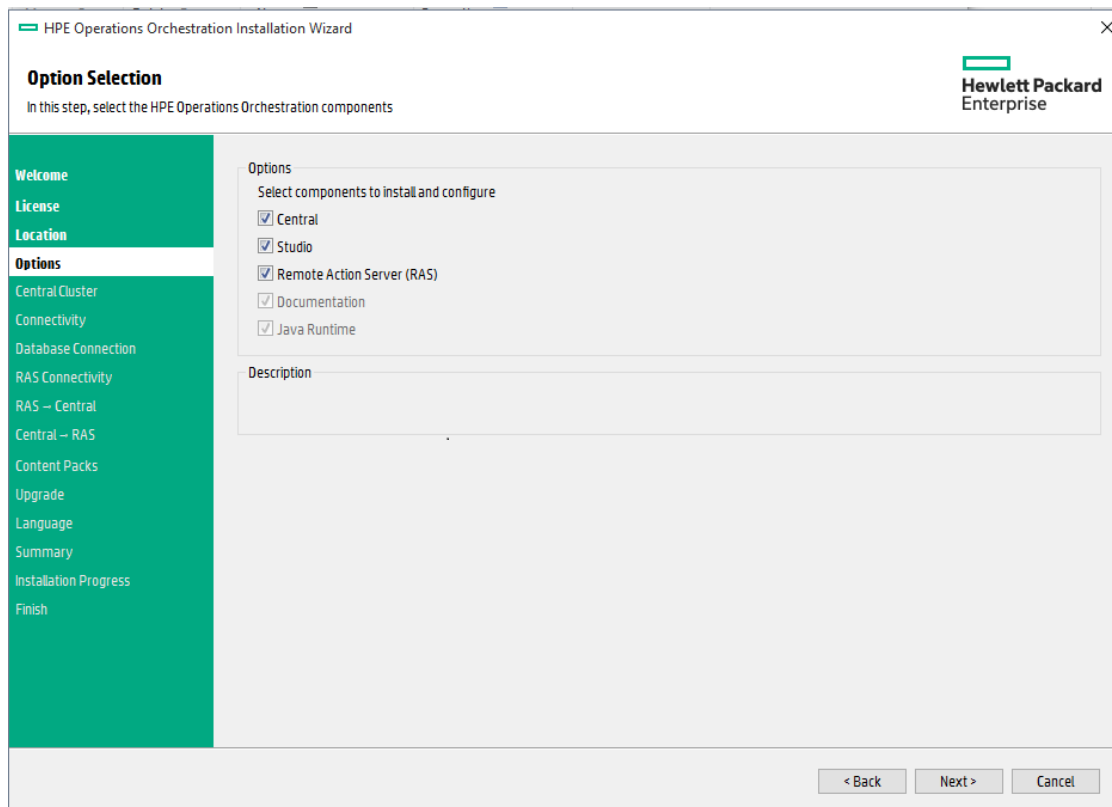 HPE Operations Orchestration Installation Wizard
Option Selection
In this step, select the HPE Operations Orchestration components
Hewlett Packard
Enterprise
Welcome
License
Location
Options
Central Cluster
Connectivity
Database Connection
RAS Connectivity
RAS – Central
Central – RAS
Content Packs
Upgrade
Language
Summary
Installation Progress
Finish
Options
Select components to install and configure
Central
Studio
Remote Action Server (RAS)
Documentation
Java Runtime
Description
< Back
Next >
Cancel